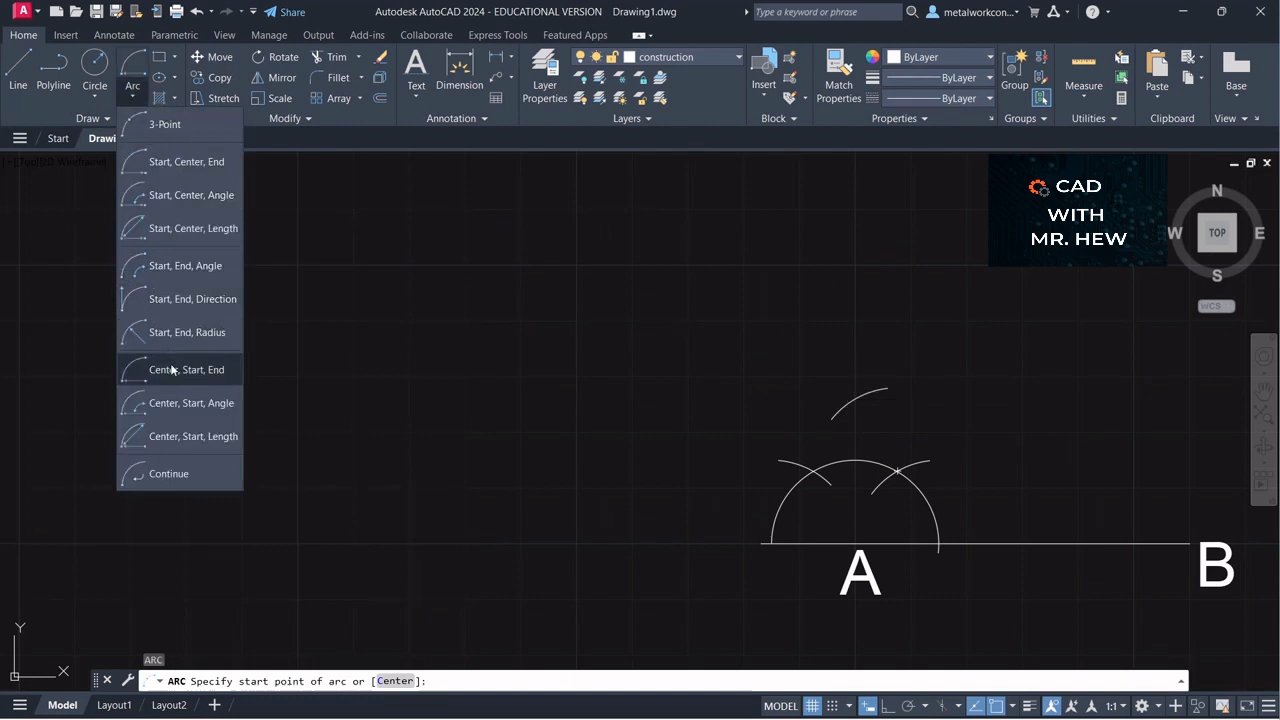 A Autodesk AutoCAD 2024 - EDUCATIONAL VERSION Drawing1.dwg
Share
Type a keyword or phrase
metalworkcon...
Home Insert Annotate Parametric View Manage Output Add-ins Collaborate Express Tools Featured Apps
Line Polyline Circle Arc
Draw
Move Rotate Trim
Copy Mirror Fillet
Stretch Scale Array
Modify
Text Dimension
Annotation
Layer
Properties
construction
Layers
Insert
Block
Match
Properties
ByLayer
ByLayer
ByLayer
Properties
Group
Groups
Measure
Utilities
Paste
Clipboard
Base
View
Start
Drawi
[-][Top][2D Wireframe]
3-Point
Start, Center, End
Start, Center, Angle
Start, Center, Length
Start, End, Angle
Start, End, Direction
Start, End, Radius
Center, Start, End
Center, Start, Angle
Center, Start, Length
Continue
CAD
WITH
MR. HEW
N
W TOP E
S
WCS
A
B
Y
X
ARC
ARC Specify start point of arc or [Center]:
Model Layout1 Layout2
MODEL
1:1